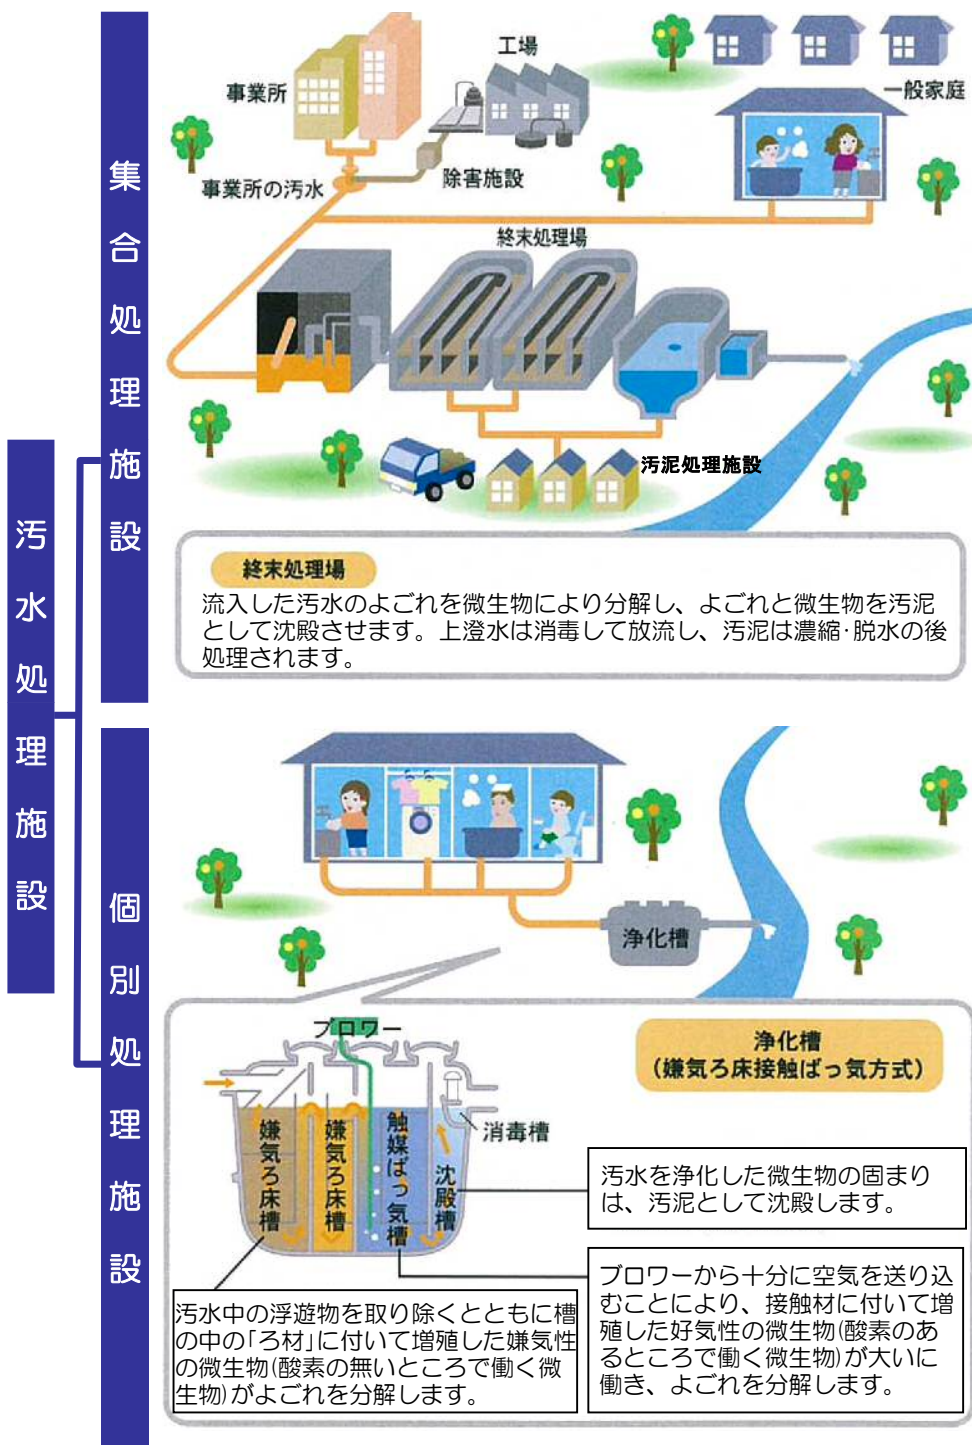 汚水処理施設
集合処理施設
事業所
工場
一般家庭
事業所の汚水
除害施設
終末処理場
汚泥処理施設
終末処理場
流入した汚水のよごれを微生物により分解し、よごれと微生物を汚泥
として沈殿させます。上澄水は消毒して放流し、汚泥は濃縮・脱水の後
処理されます。
個別処理施設
浄化槽
ブロワー
浄化槽
(嫌気ろ床接触ばっ気方式)
嫌気ろ床槽
嫌気ろ床槽
触媒ばっ気槽
沈殿槽
消毒槽
汚水を浄化した微生物の固まり
は、汚泥として沈殿します。
汚水中の浮遊物を取り除くとともに槽
の中の「ろ材」に付いて増殖した嫌気性
の微生物(酸素の無いところで働く微
生物)がよごれを分解します。
ブロワーから十分に空気を送り込
むことにより、接触材に付いて増
殖した好気性の微生物(酸素のあ
るところで働く微生物)が大いに
働き、よごれを分解します。